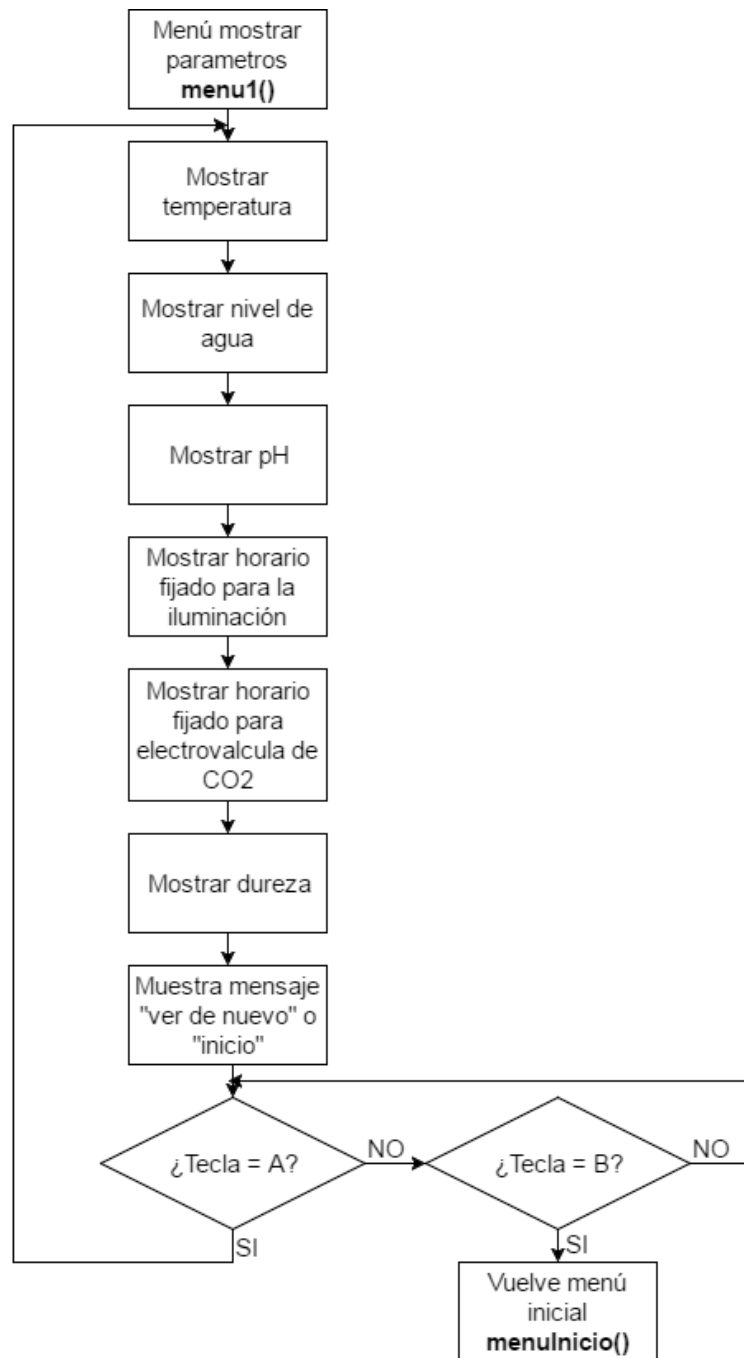 Menú mostrar
parametros
menu1()
Mostrar
temperatura
Mostrar nivel de
agua
Mostrar pH
Mostrar horario
fijado para la
iluminación
Mostrar horario
fijado para
electrovalcula de
CO2
Mostrar dureza
Muestra mensaje
"ver de nuevo" o
"inicio"
¿Tecla = A?
NO
¿Tecla = B?
NO
SI
SI
Vuelve menú
inicial
menuInicio()